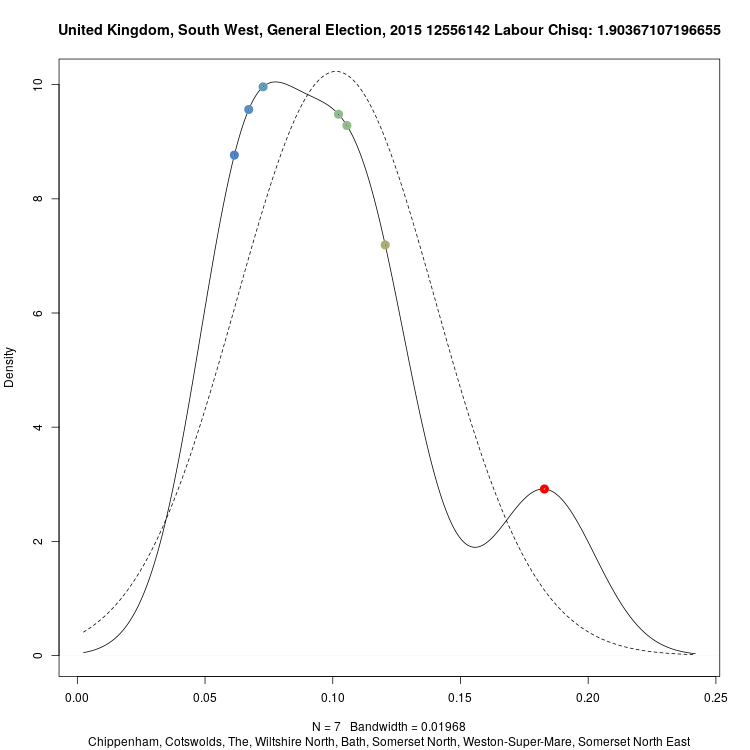 United Kingdom, South West, General Election, 2015 12556142 Labour Chisq: 1.90367107196655
10
8
6
4
2
0
Density
0.00 0.05 0.10 0.15 0.20 0.25
N = 7 Bandwidth = 0.01968
Chippenham, Cotswolds, The, Wiltshire North, Bath, Somerset North, Weston-Super-Mare, Somerset North East